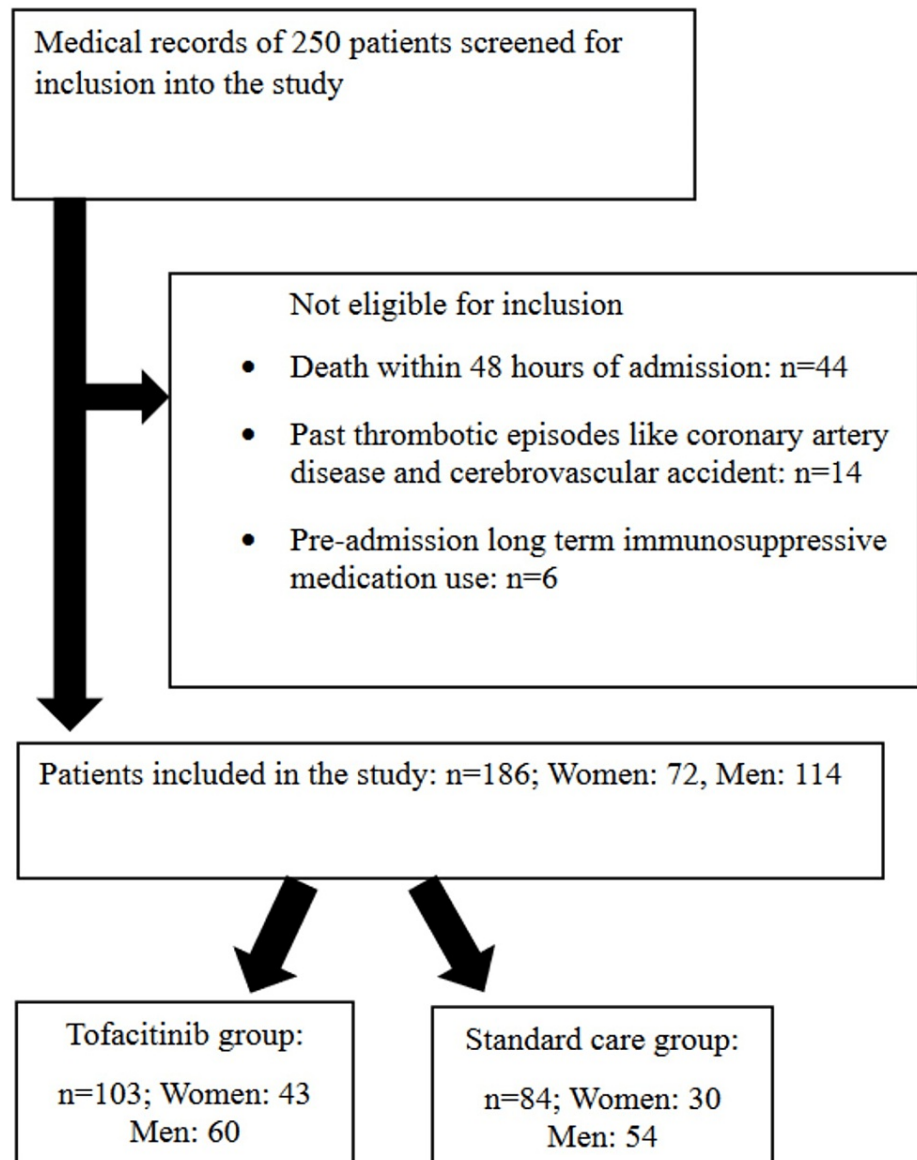 Medical records of 250 patients screened for
inclusion into the study
Not eligible for inclusion
• Death within 48 hours of admission: n=44
• Past thrombotic episodes like coronary artery
disease and cerebrovascular accident: n=14
• Pre-admission long term immunosuppressive
medication use: n=6
Patients included in the study: n=186; Women: 72, Men: 114
Tofacitinib group:
n=103; Women: 43
Men: 60
Standard care group:
n=84; Women: 30
Men: 54